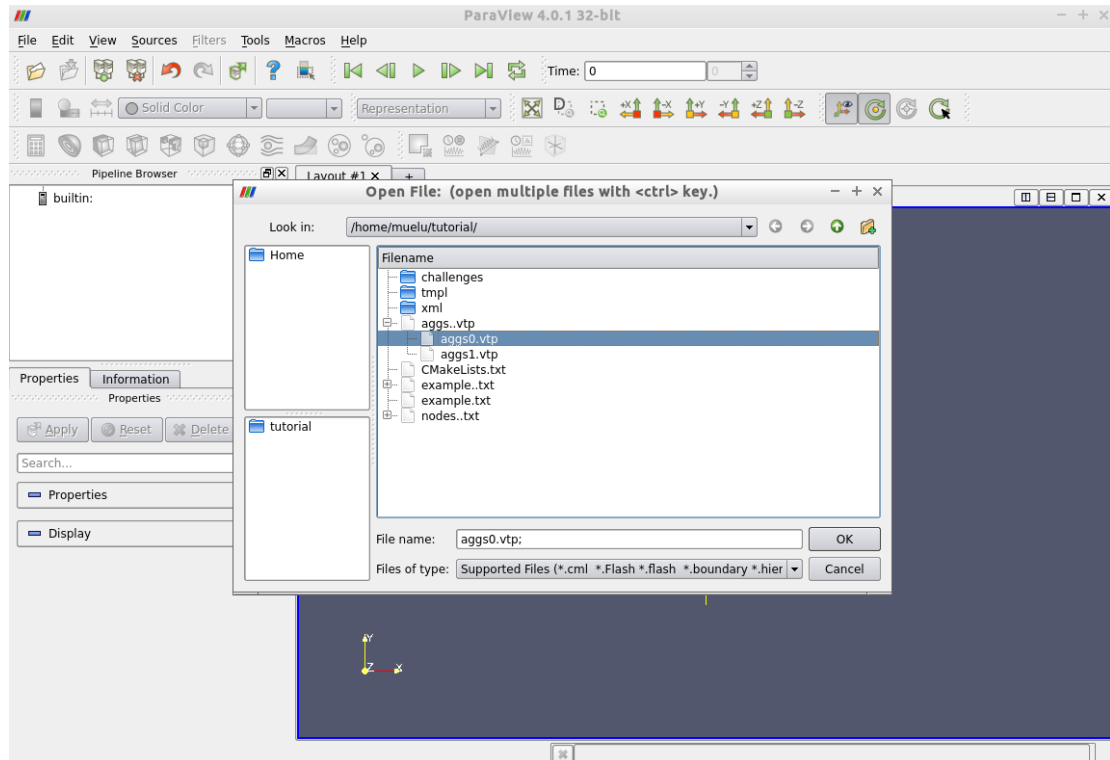 ParaView 4.0.1 32-bit
File Edit View Sources Filters Tools Macros Help
Time: 0 0
Solid Color Representation
Pipeline Browser Layout #1
builtin:
Open File: (open multiple files with <ctrl> key.)
Look in: /home/muelu/tutorial/
Home
Filename
challenges
tmpl
xml
aggs..vtp
aggs0.vtp
aggs1.vtp
CMakeLists.txt
example..txt
example.txt
nodes..txt
tutorial
Properties Information
Properties
Apply Reset Delete
Search...
Properties
Display
File name: aggs0.vtp; OK
Files of type: Supported Files (*.cml *.Flash *.flash *.boundary *.hier Cancel
Y
Z X